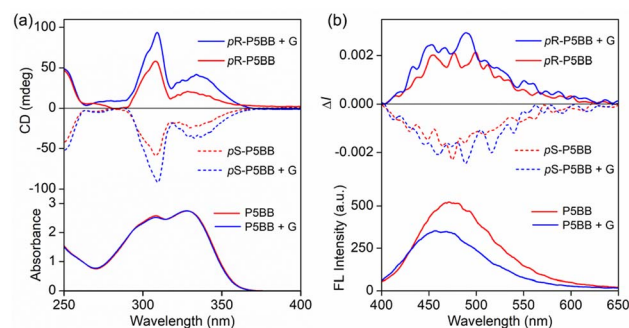 (a)
100
50
0
-50
-100
CD (mdeg)
pR-P5BB + G
pR-P5BB
pS-P5BB
pS-P5BB + G
3
2
1
0
Absorbance
P5BB
P5BB + G
250 300 350 400
Wavelength (nm)
(b)
0.002
0.000
-0.002
ΔI
pR-P5BB + G
pR-P5BB
pS-P5BB
pS-P5BB + G
500
250
0
FL Intensity (a.u.)
P5BB
P5BB + G
400 450 500 550 600 650
Wavelength (nm)